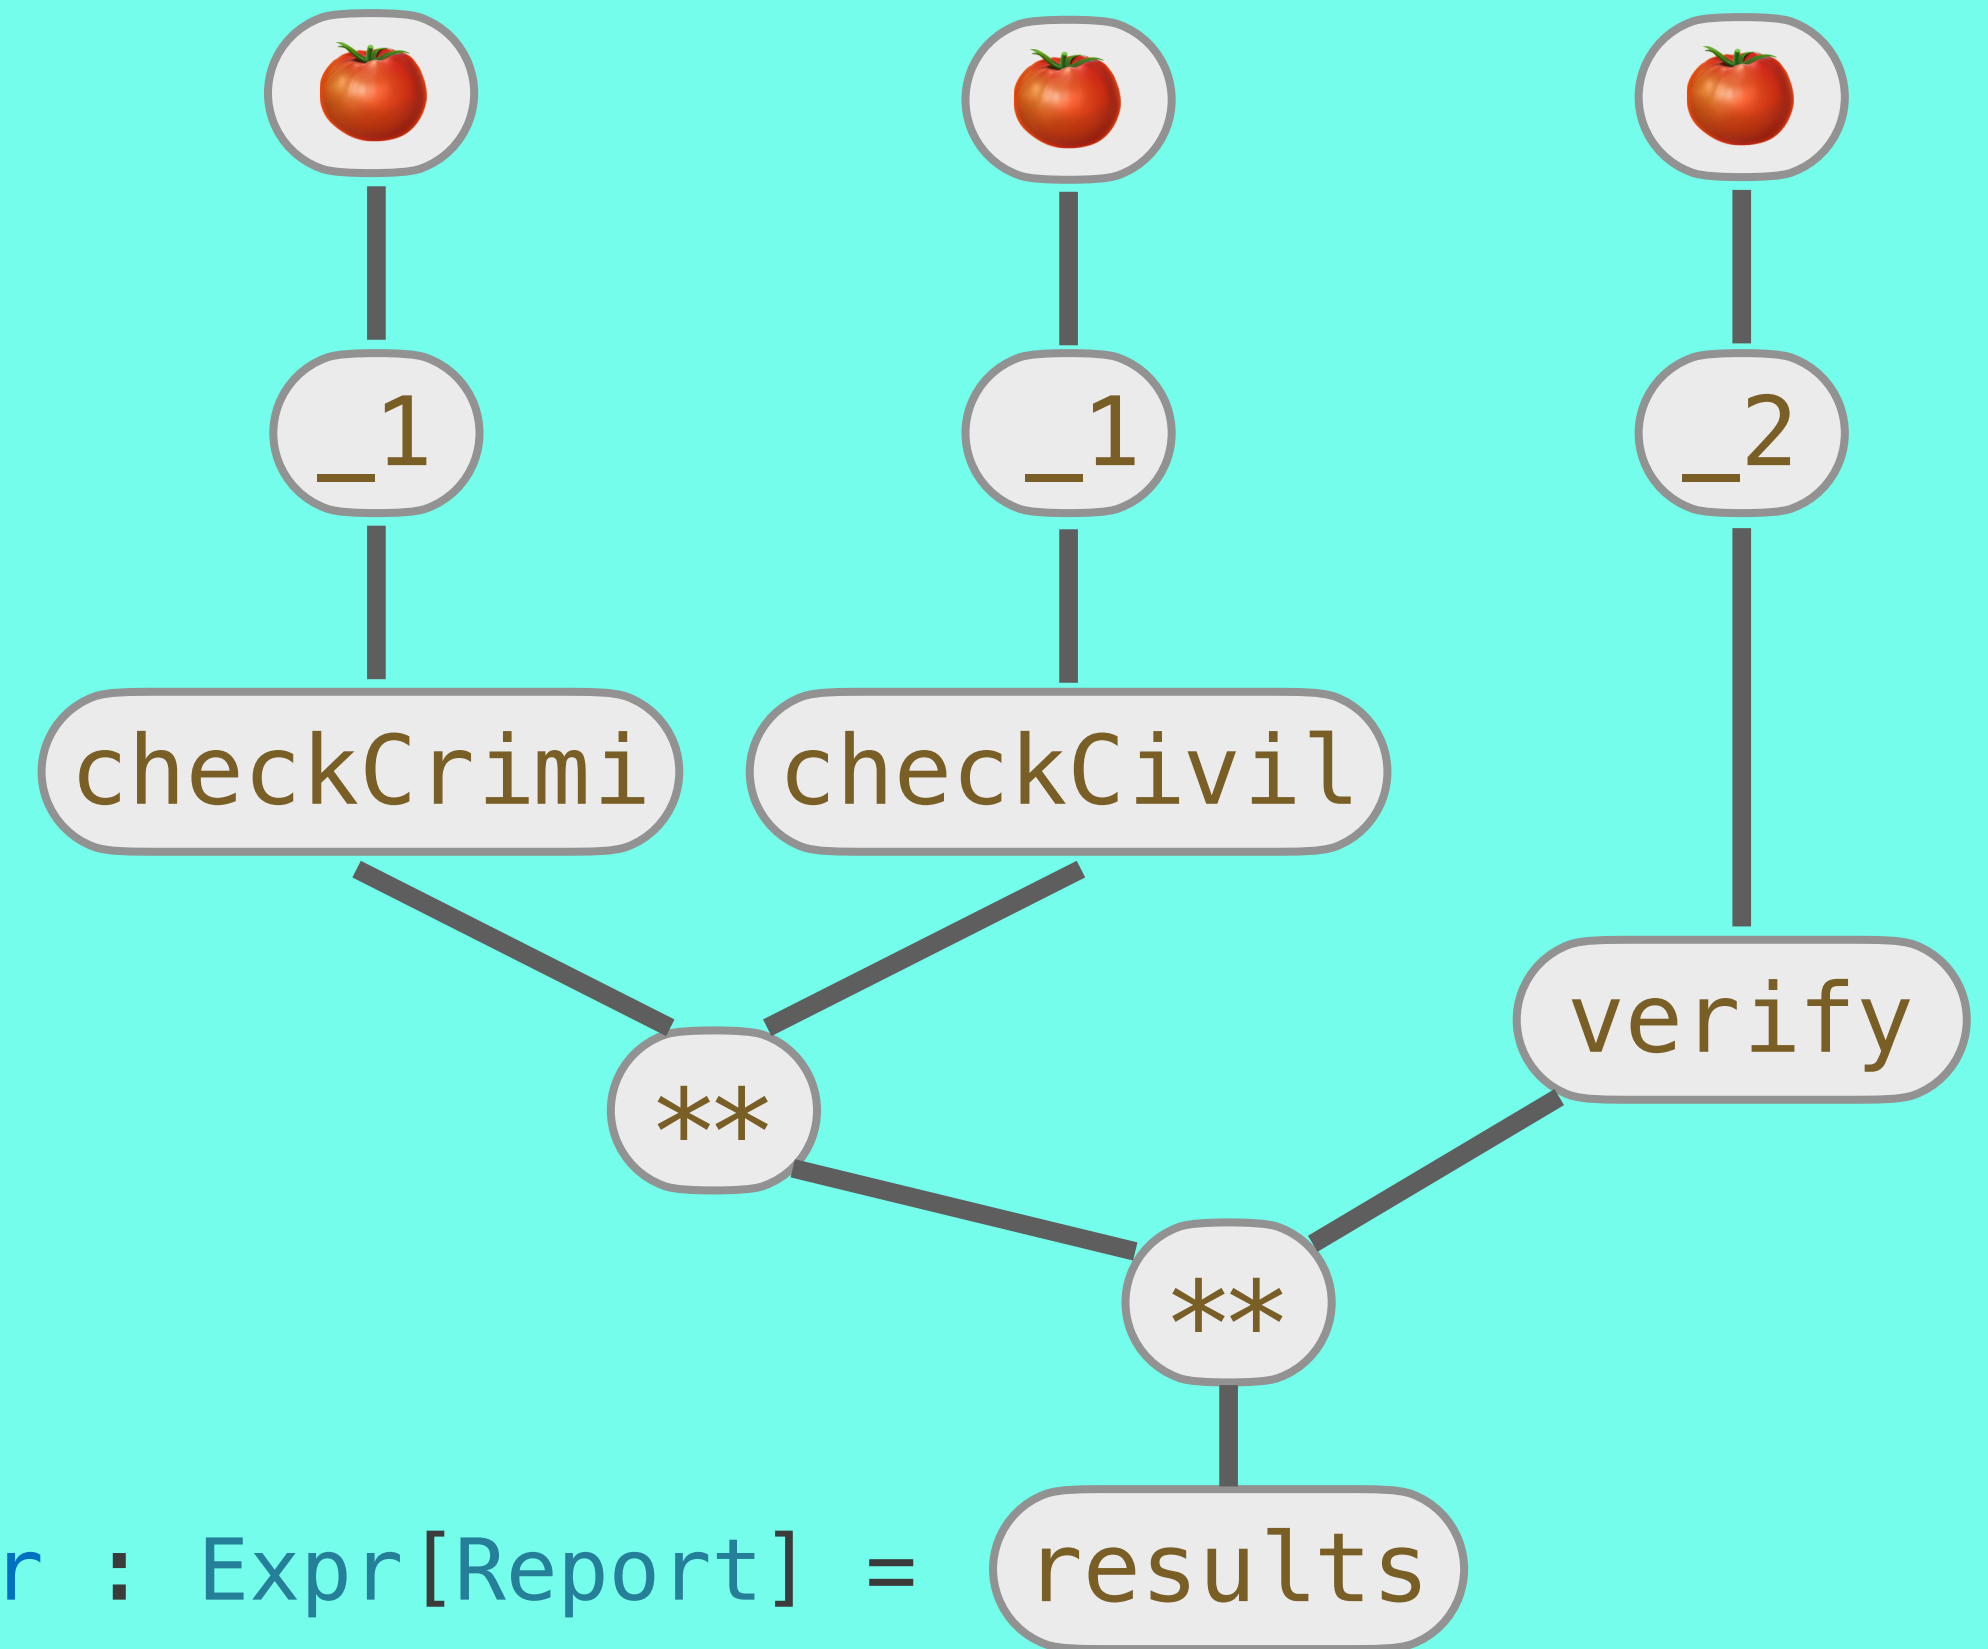 _1 _1 _2
checkCrimi checkCivil
verify
**
**
r : Expr[Report] = results